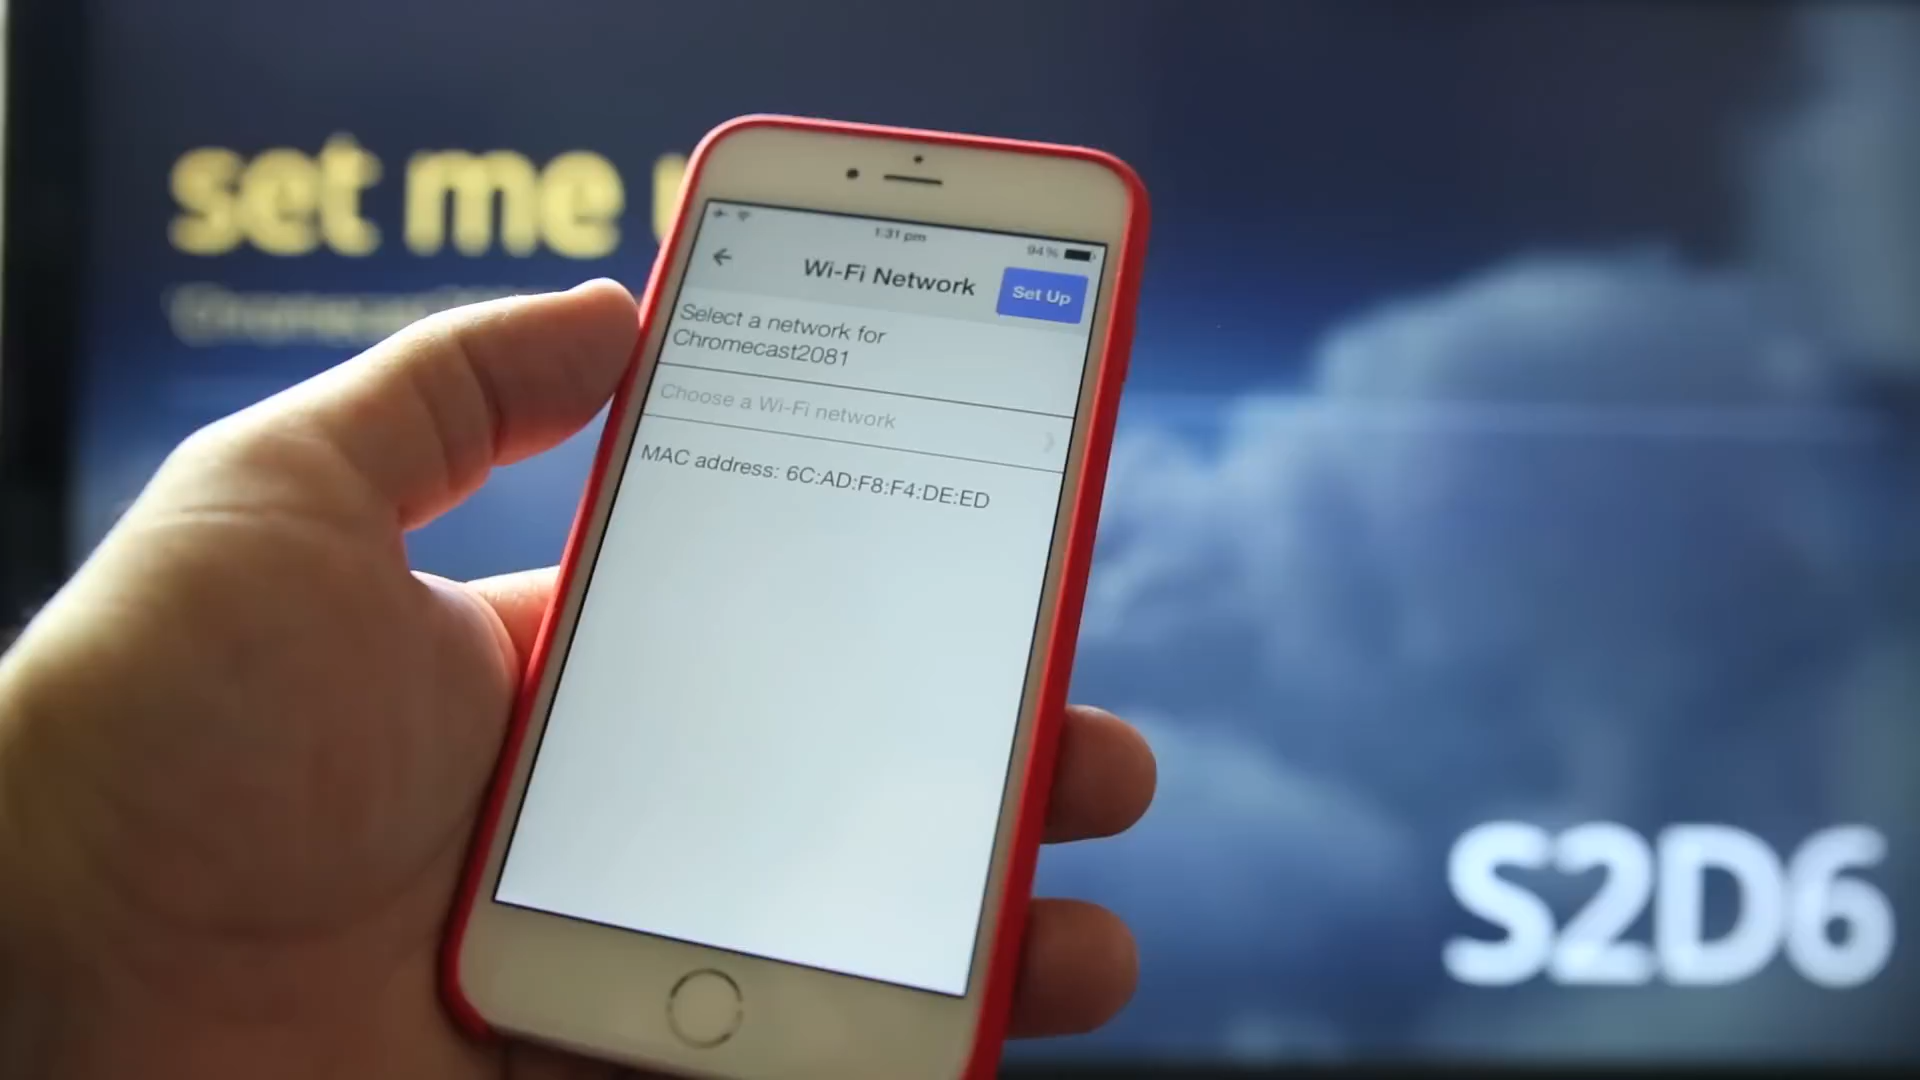 set me
Chromecast
1:31 pm
94%
Wi-Fi Network
Set Up
Select a network for
Chromecast2081
Choose a Wi-Fi network
MAC address: 6C:AD:F8:F4:DE:ED
S2D6